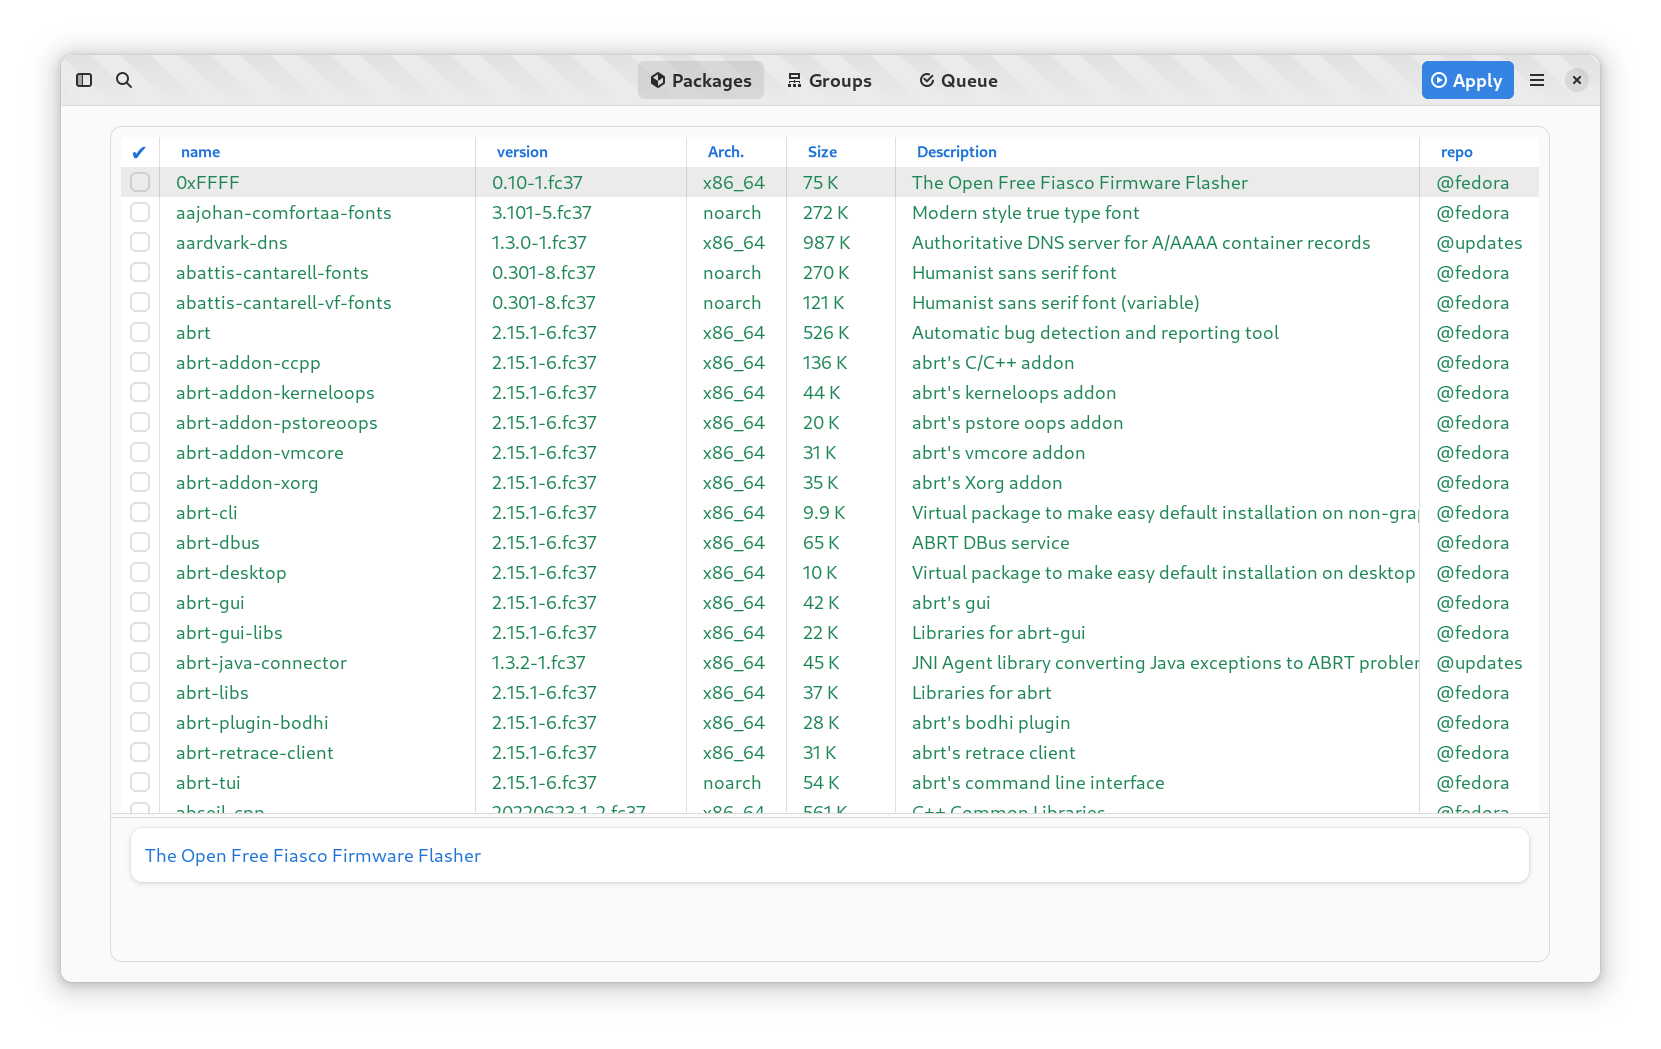 Packages Groups Queue Apply
✔ name version Arch. Size Description repo
0xFFFF 0.10-1.fc37 x86_64 75 K The Open Free Fiasco Firmware Flasher @fedora
aajohan-comfortaa-fonts 3.101-5.fc37 noarch 272 K Modern style true type font @fedora
aardvark-dns 1.3.0-1.fc37 x86_64 987 K Authoritative DNS server for A/AAAA container records @updates
abattis-cantarell-fonts 0.301-8.fc37 noarch 270 K Humanist sans serif font @fedora
abattis-cantarell-vf-fonts 0.301-8.fc37 noarch 121 K Humanist sans serif font (variable) @fedora
abrt 2.15.1-6.fc37 x86_64 526 K Automatic bug detection and reporting tool @fedora
abrt-addon-ccpp 2.15.1-6.fc37 x86_64 136 K abrt's C/C++ addon @fedora
abrt-addon-kerneloops 2.15.1-6.fc37 x86_64 44 K abrt's kerneloops addon @fedora
abrt-addon-pstoreoops 2.15.1-6.fc37 x86_64 20 K abrt's pstore oops addon @fedora
abrt-addon-vmcore 2.15.1-6.fc37 x86_64 31 K abrt's vmcore addon @fedora
abrt-addon-xorg 2.15.1-6.fc37 x86_64 35 K abrt's Xorg addon @fedora
abrt-cli 2.15.1-6.fc37 x86_64 9.9 K Virtual package to make easy default installation on non-gra @fedora
abrt-dbus 2.15.1-6.fc37 x86_64 65 K ABRT DBus service @fedora
abrt-desktop 2.15.1-6.fc37 x86_64 10 K Virtual package to make easy default installation on desktop @fedora
abrt-gui 2.15.1-6.fc37 x86_64 42 K abrt's gui @fedora
abrt-gui-libs 2.15.1-6.fc37 x86_64 22 K Libraries for abrt-gui @fedora
abrt-java-connector 1.3.2-1.fc37 x86_64 45 K JNI Agent library converting Java exceptions to ABRT problem @updates
abrt-libs 2.15.1-6.fc37 x86_64 37 K Libraries for abrt @fedora
abrt-plugin-bodhi 2.15.1-6.fc37 x86_64 28 K abrt's bodhi plugin @fedora
abrt-retrace-client 2.15.1-6.fc37 x86_64 31 K abrt's retrace client @fedora
abrt-tui 2.15.1-6.fc37 noarch 54 K abrt's command line interface @fedora
abseil-cpp 20220623.1-2.fc37 x86_64 561 K C++ Common Libraries @fedora
The Open Free Fiasco Firmware Flasher